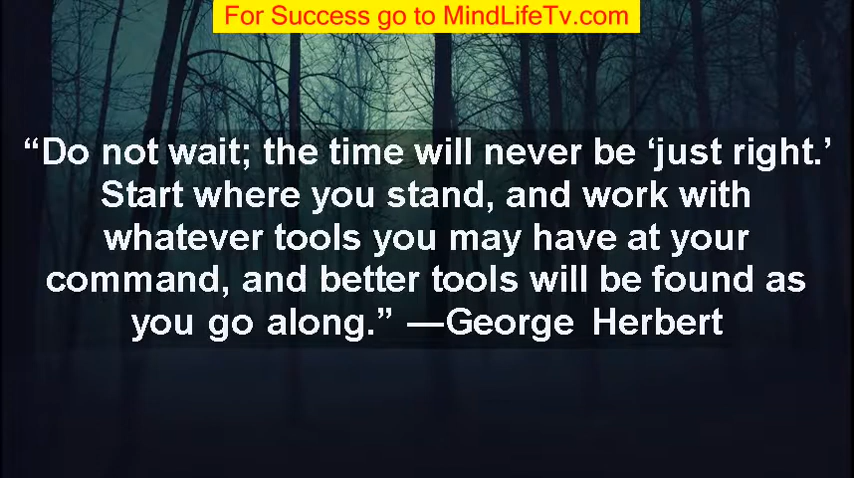 For Success go to MindLifeTv.com
“Do not wait; the time will never be ‘just right.’
Start where you stand, and work with
whatever tools you may have at your
command, and better tools will be found as
you go along.” —George Herbert